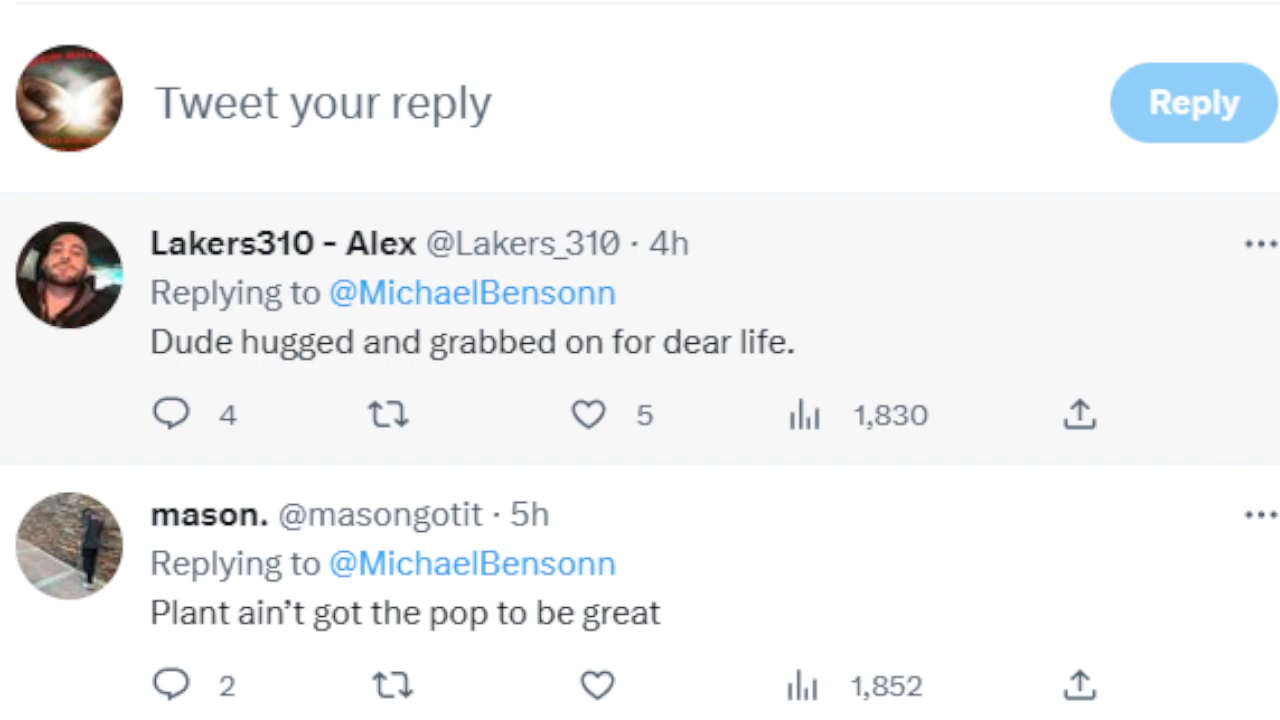 Tweet your reply
Reply
Lakers310 - Alex @Lakers_310 · 4h
Replying to @MichaelBensonn
Dude hugged and grabbed on for dear life.
4 5 1,830
mason. @masongotit · 5h
Replying to @MichaelBensonn
Plant ain’t got the pop to be great
2 1,852